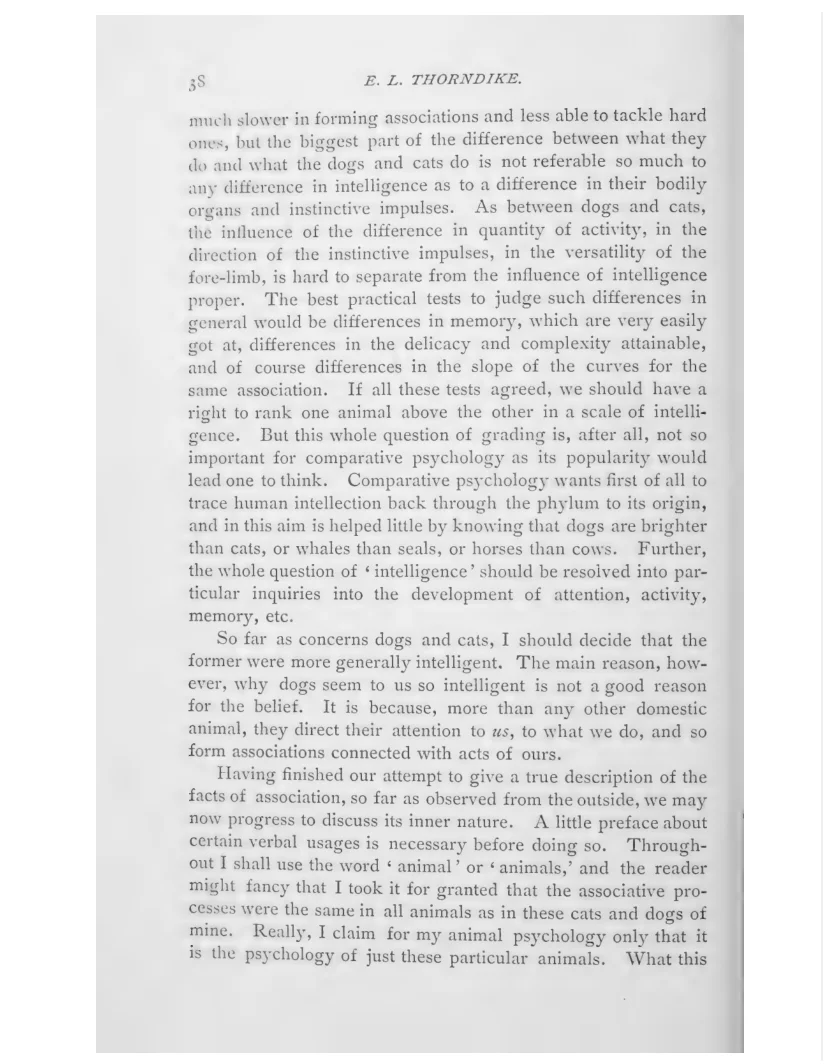 38
E. L. THORNDIKE.
much slower in forming associations and less able to tackle hard
ones, but the biggest part of the difference between what they
do and what the dogs and cats do is not referable so much to
any difference in intelligence as to a difference in their bodily
organs and instinctive impulses. As between dogs and cats,
the influence of the difference in quantity of activity, in the
direction of the instinctive impulses, in the versatility of the
fore-limb, is hard to separate from the influence of intelligence
proper. The best practical tests to judge such differences in
general would be differences in memory, which are very easily
got at, differences in the delicacy and complexity attainable,
and of course differences in the slope of the curves for the
same association. If all these tests agreed, we should have a
right to rank one animal above the other in a scale of intelli-
gence. But this whole question of grading is, after all, not so
important for comparative psychology as its popularity would
lead one to think. Comparative psychology wants first of all to
trace human intellection back through the phylum to its origin,
and in this aim is helped little by knowing that dogs are brighter
than cats, or whales than seals, or horses than cows. Further,
the whole question of ‘ intelligence ’ should be resolved into par-
ticular inquiries into the development of attention, activity,
memory, etc.
So far as concerns dogs and cats, I should decide that the
former were more generally intelligent. The main reason, how-
ever, why dogs seem to us so intelligent is not a good reason
for the belief. It is because, more than any other domestic
animal, they direct their attention to us, to what we do, and so
form associations connected with acts of ours.
Having finished our attempt to give a true description of the
facts of association, so far as observed from the outside, we may
now progress to discuss its inner nature. A little preface about
certain verbal usages is necessary before doing so. Through-
out I shall use the word ‘ animal ’ or ‘ animals,’ and the reader
might fancy that I took it for granted that the associative pro-
cesses were the same in all animals as in these cats and dogs of
mine. Really, I claim for my animal psychology only that it
is the psychology of just these particular animals. What this